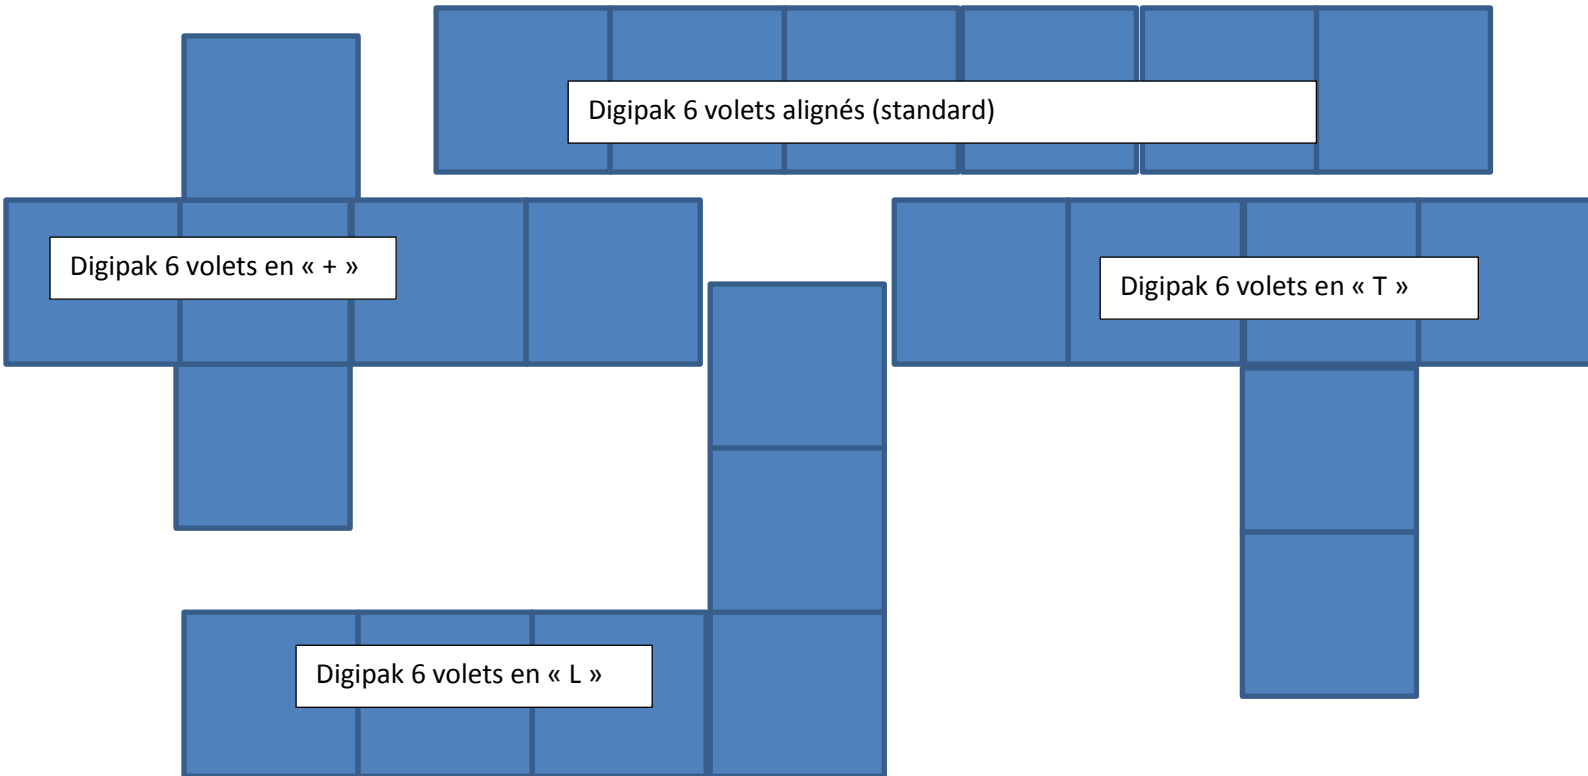 Digipak 6 volets alignés (standard)
Digipak 6 volets en « + »
Digipak 6 volets en « T »
Digipak 6 volets en « L »